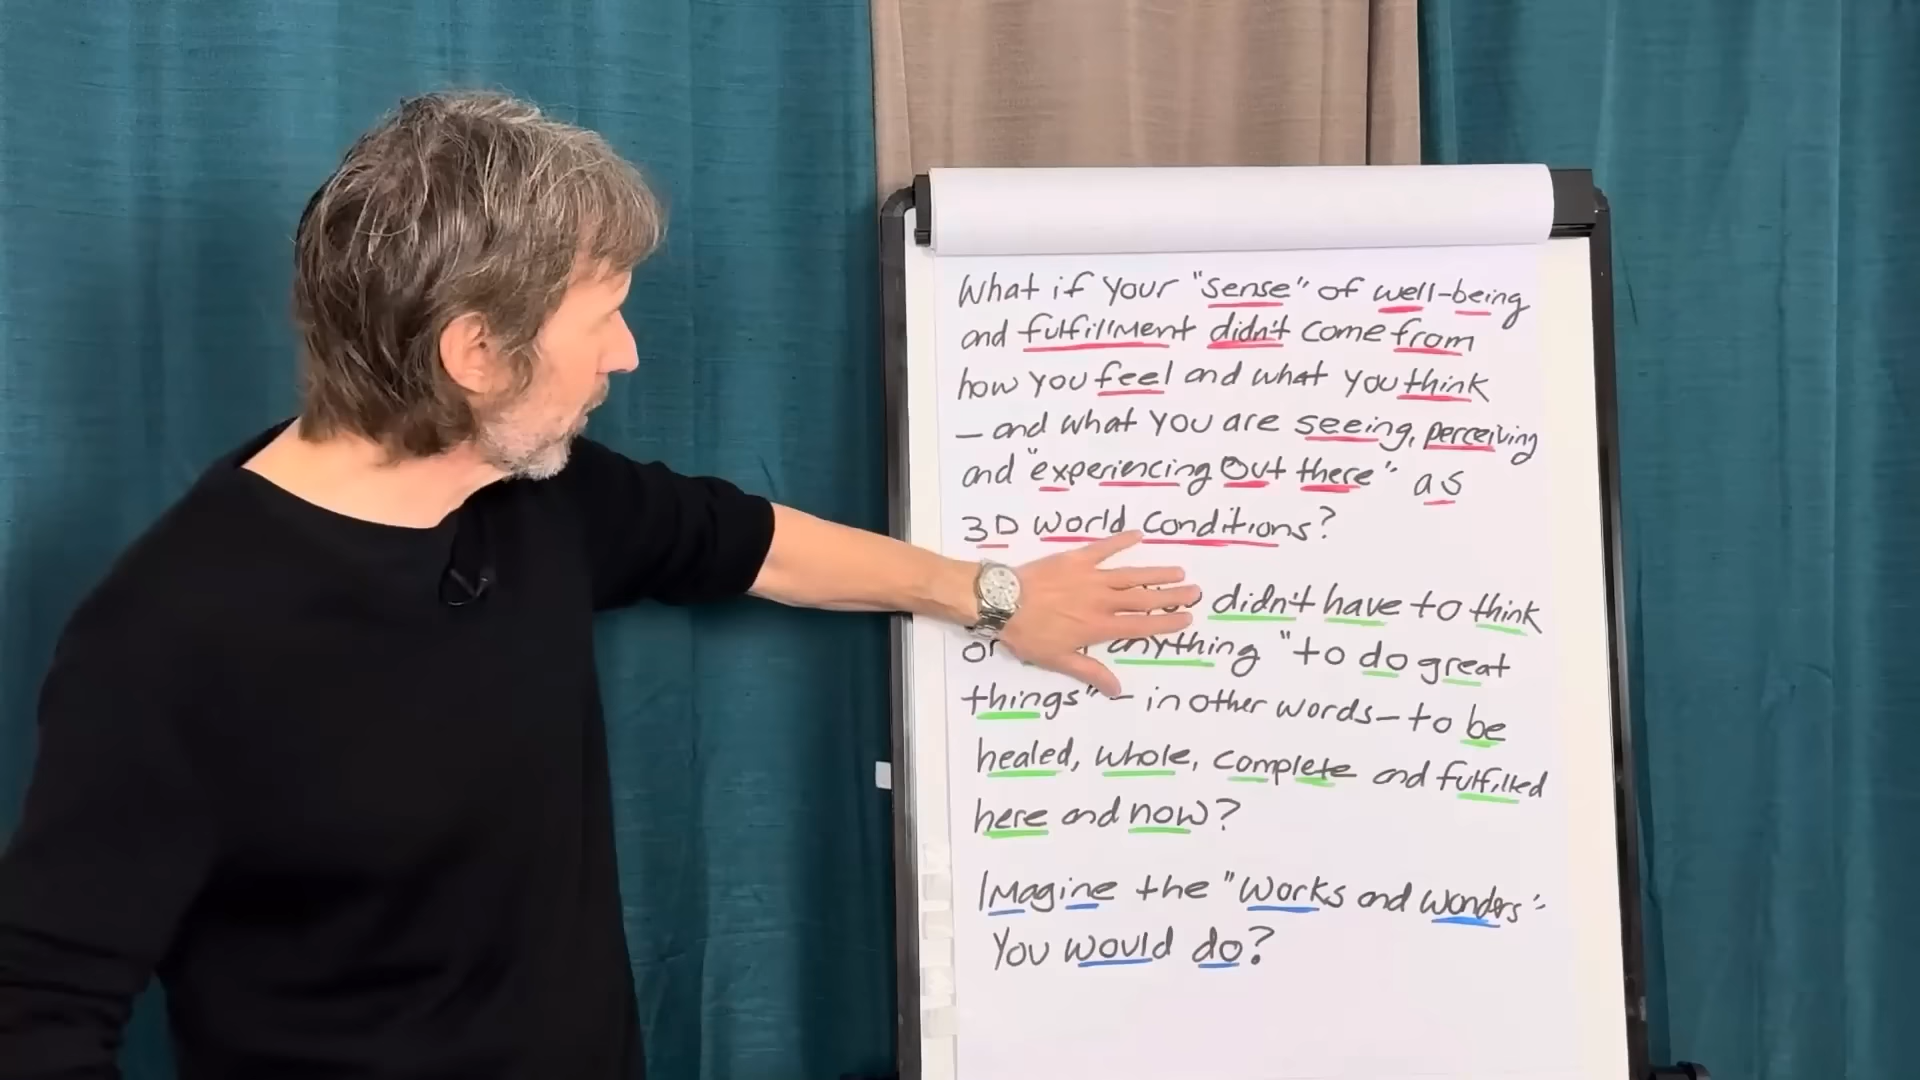 What if your "sense" of well-being
and fulfillment didn't come from
how you feel and what you think
— and what you are seeing, perceiving
and "experiencing out there" as
3D world conditions?
didn't have to think
or anything "to do great
things" – in other words – to be
healed, whole, complete and fulfilled
here and now?
Imagine the "works and wonders"
you would do?